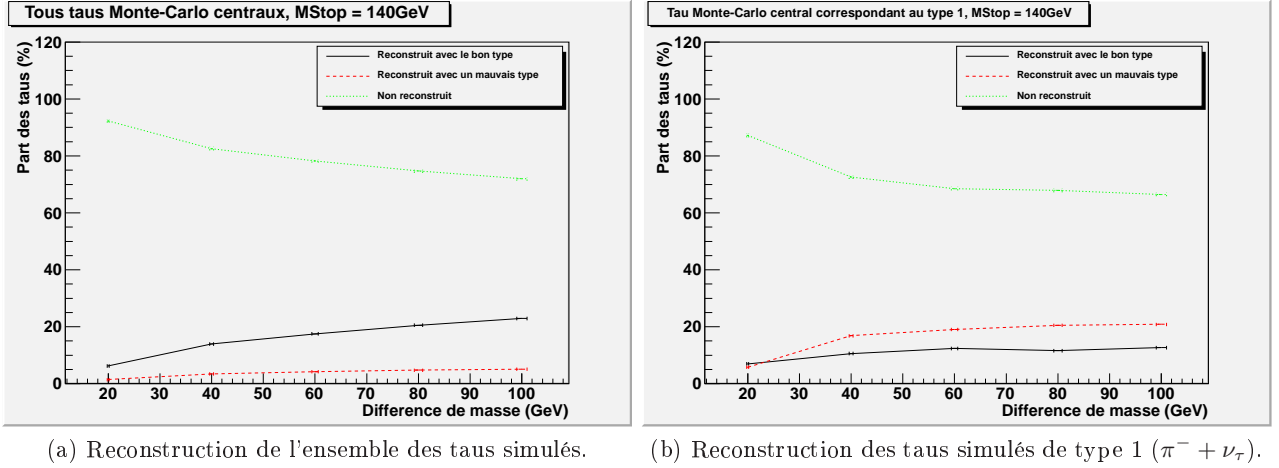 Tous taus Monte-Carlo centraux, MStop = 140GeV
Part des taus (%)
120
100
80
60
40
20
0
Reconstruit avec le bon type
Reconstruit avec un mauvais type
Non reconstruit
20 30 40 50 60 70 80 90 100
Difference de masse (GeV)
(a) Reconstruction de l'ensemble des taus simulés.
Tau Monte-Carlo central correspondant au type 1, MStop = 140GeV
Part des taus (%)
120
100
80
60
40
20
0
Reconstruit avec le bon type
Reconstruit avec un mauvais type
Non reconstruit
20 30 40 50 60 70 80 90 100
Difference de masse (GeV)
(b) Reconstruction des taus simulés de type 1 (π⁻ + ν_τ).